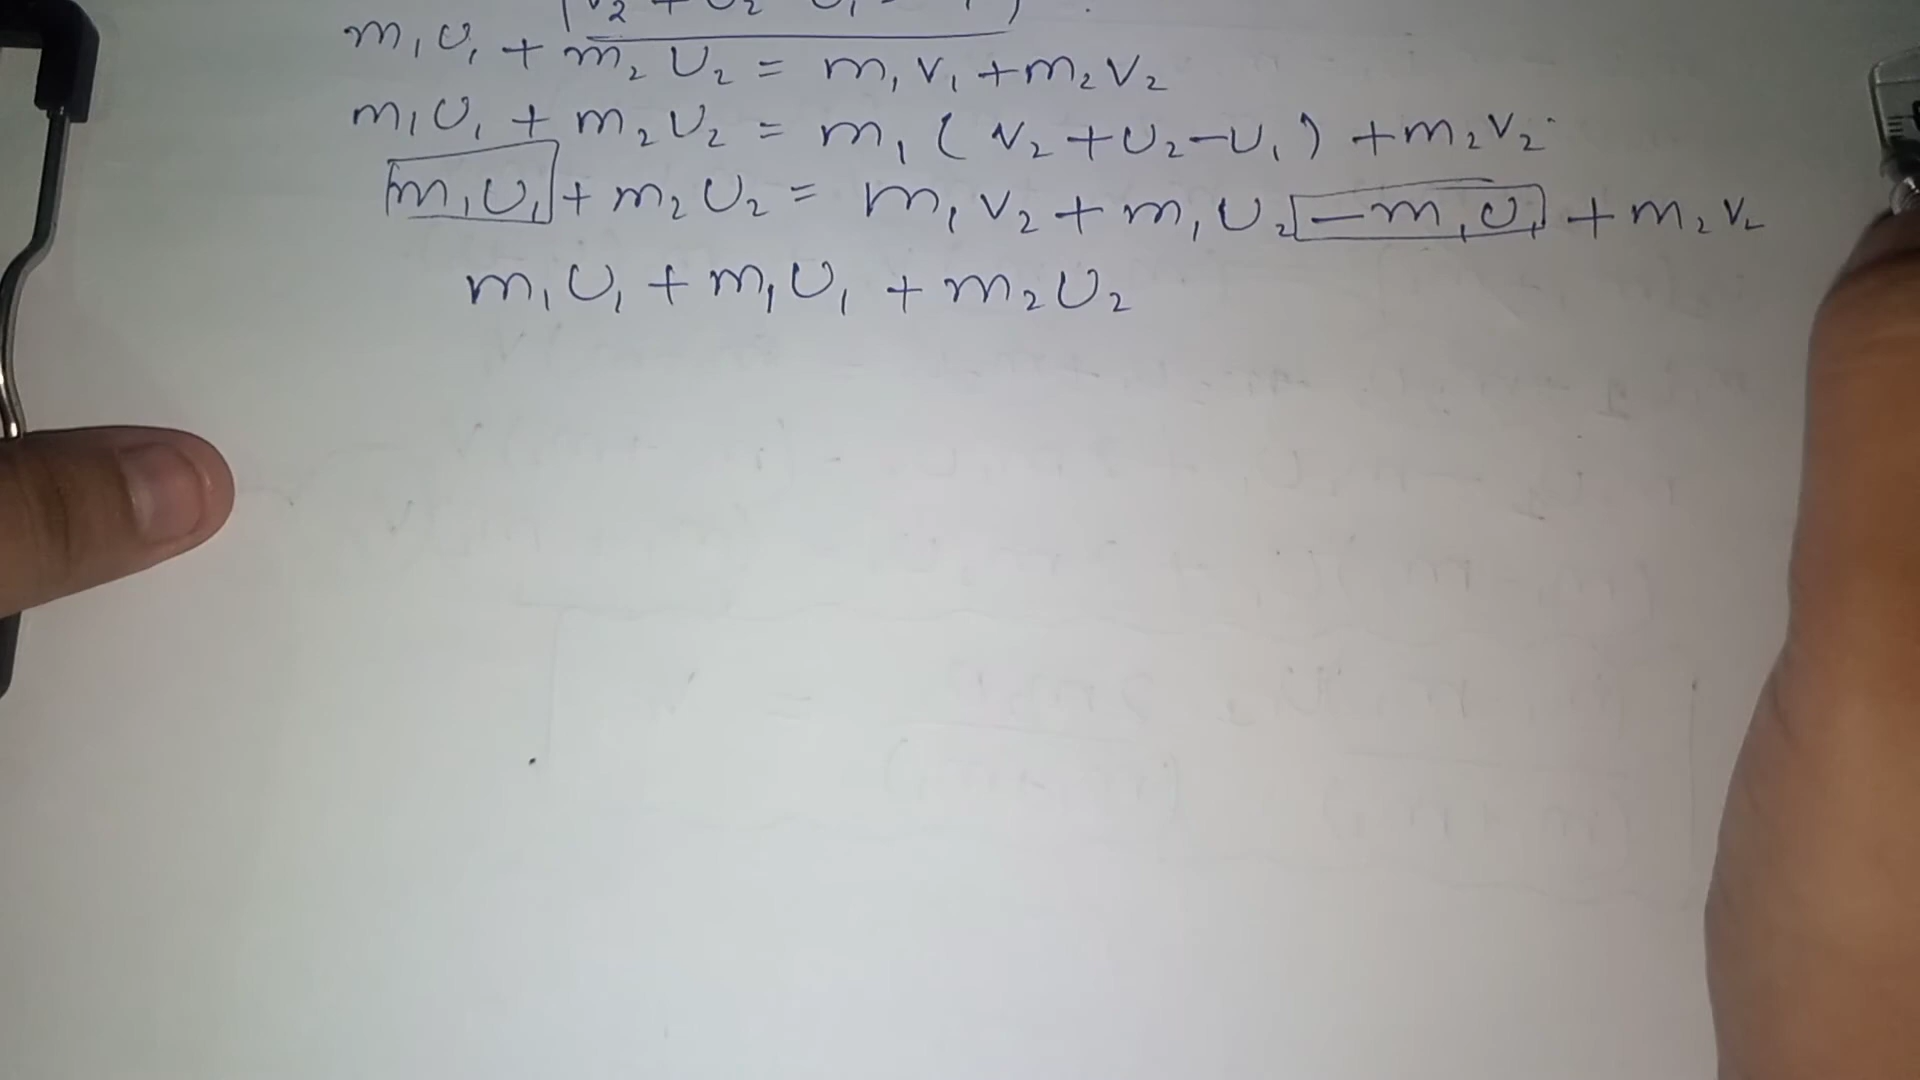 m₁U₁ + m₂U₂ = m₁v₁ + m₂v₂
m₁U₁ + m₂U₂ = m₁(v₂+U₂-U₁) + m₂v₂
m₁U₁ + m₂U₂ = m₁v₂ + m₁U₂ - m₁U₁ + m₂v₂
m₁U₁ + m₁U₁ + m₂U₂